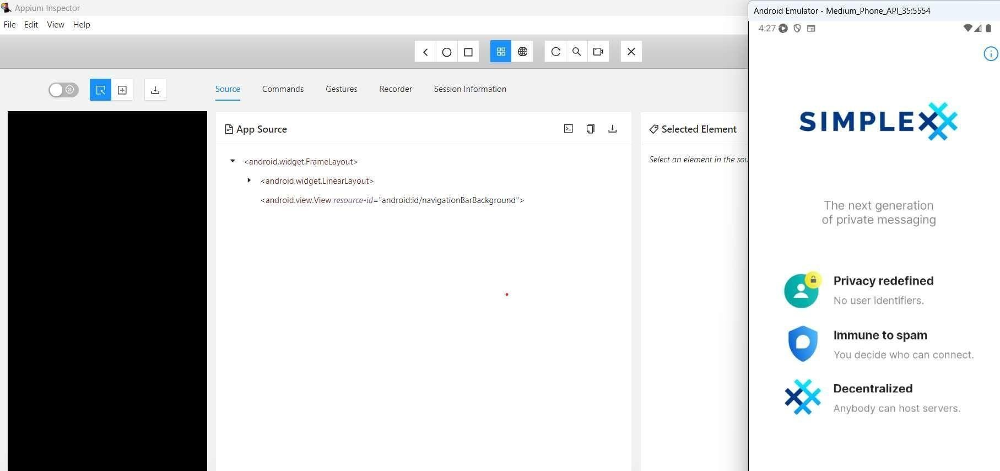 Appium Inspector
File Edit View Help
Source Commands Gestures Recorder Session Information
App Source
<android.widget.FrameLayout>
<android.widget.LinearLayout>
<android.view.View resource-id="android:id/navigationBarBackground">
Selected Element
Select an element in the sou
Android Emulator - Medium_Phone_API_35:5554
4:27
SIMPLEX
The next generation
of private messaging
Privacy redefined
No user identifiers.
Immune to spam
You decide who can connect.
Decentralized
Anybody can host servers.